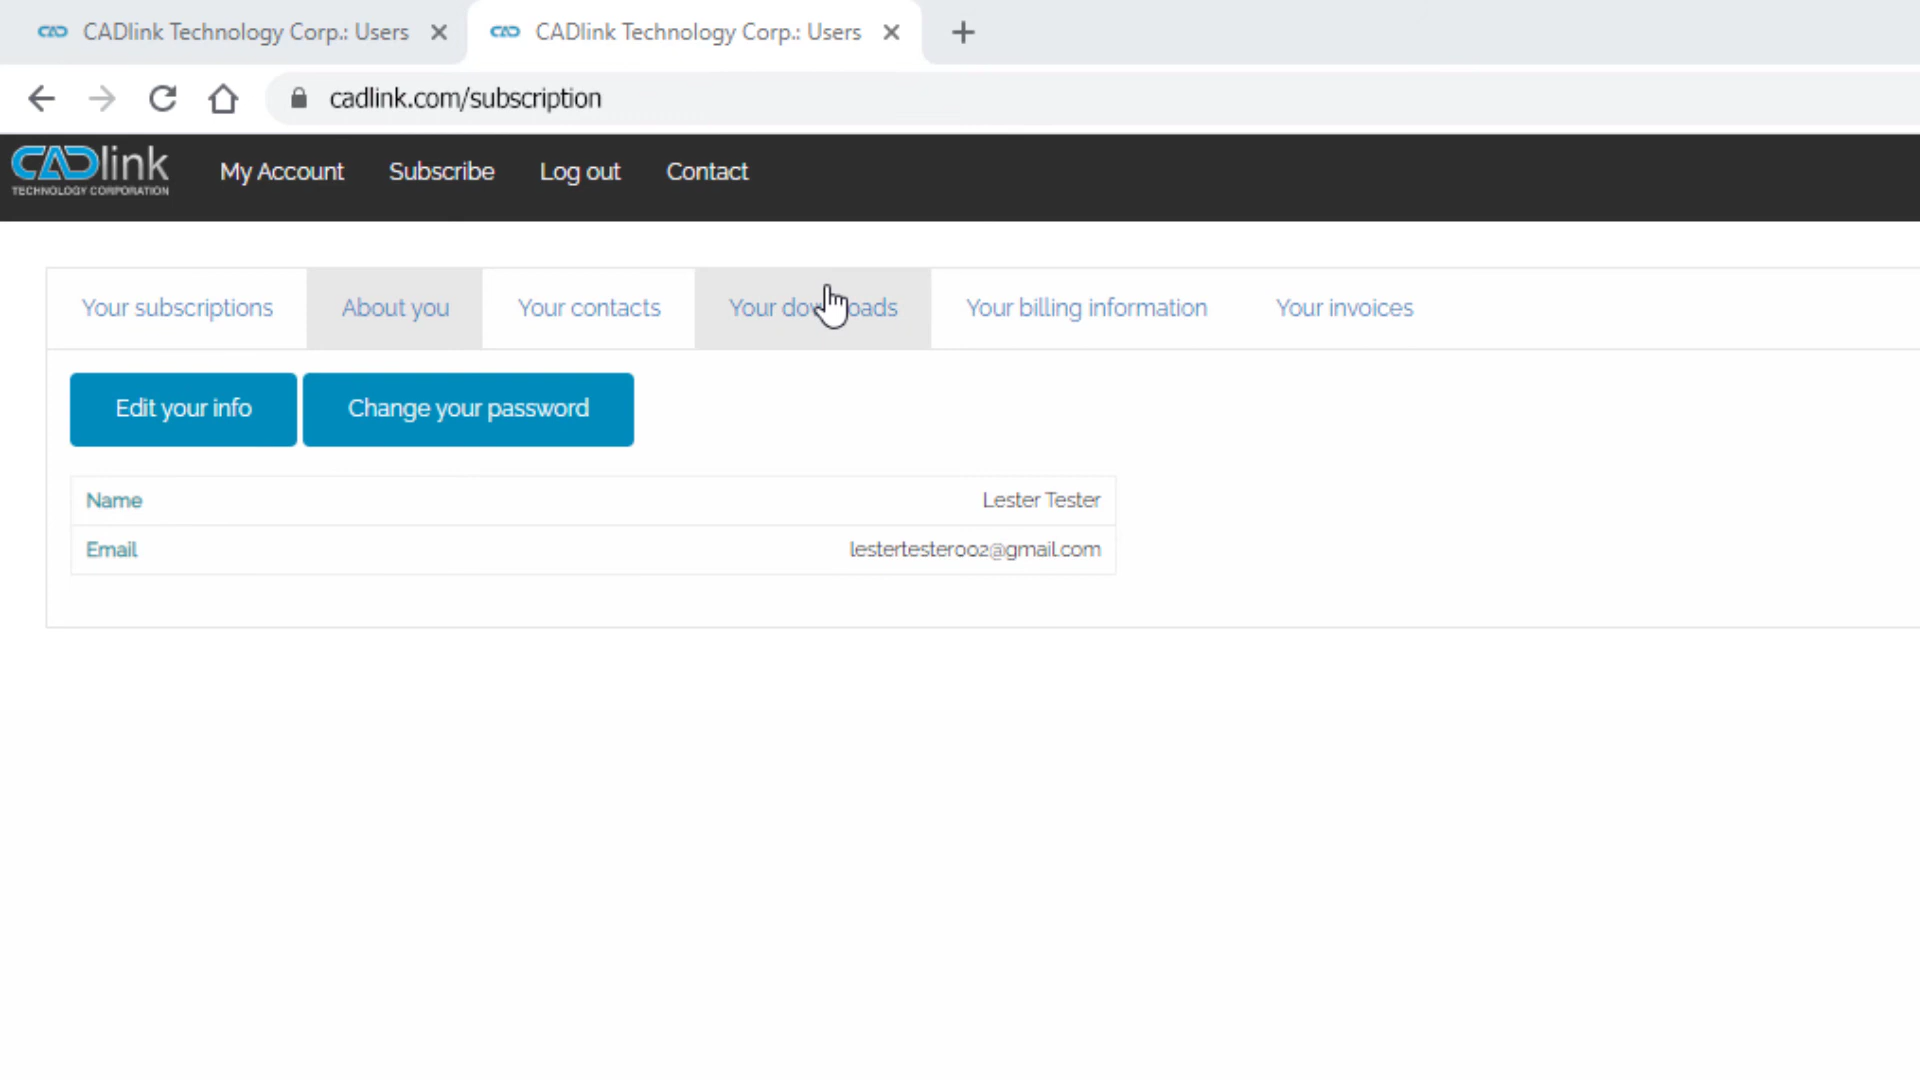 CADlink Technology Corp.: Users
CADlink Technology Corp.: Users
cadlink.com/subscription
CADlink
TECHNOLOGY CORPORATION
My Account
Subscribe
Log out
Contact
Your subscriptions
About you
Your contacts
Your
Your billing information
Your invoices
Edit your info
Change your password
Name
Lester Tester
Email
lestertester002@gmail.com